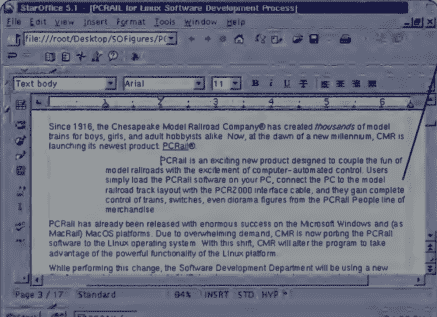 StarOffice 5.1 - [PCRAIL for Linux Software Development Process]
File Edit View Insert Format Tools Window Help
file:///root/Desktop/SOFigures/P
Text body Arial 11 B i U
Since 1916, the Chesapeake Model Railroad Company® has created thousands of model
trains for boys, girls, and adult hobbyists alike. Now, at the dawn of a new millennium, CMR is
launching its newest product: PCRail®.
PCRail is an exciting new product designed to couple the fun of
model railroads with the excitement of computer-automated control. Users
simply load the PCRail software on your PC, connect the PC to the model
railroad track layout with the PCR2000 interface cable, and they gain complete
control of trains, switches, even diorama figures from the PCRail People line of
merchandise.
PCRail has already been released with enormous success on the Microsoft Windows and (as
MacRail) MacOS platforms. Due to overwhelming demand, CMR is now porting the PCRail
software to the Linux operating system. With this shift, CMR will alter the program to take
advantage of the powerful functionality of the Linux platform.
While performing this change, the Software Development Department will be using a new
Page 3 / 17 Standard 84% INSRT STD HYP *